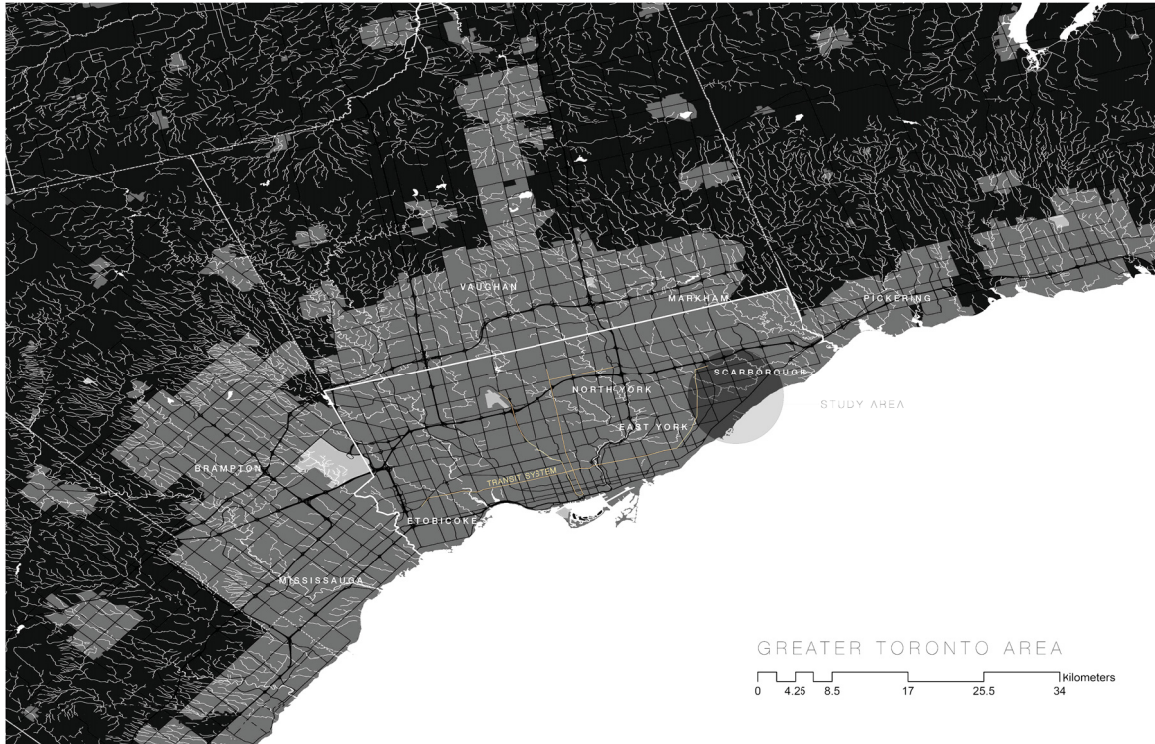 VAUGHAN
MARKHAM
PICKERING
SCARBOROUGH
NORTH YORK
STUDY AREA
EAST YORK
BRAMPTON
TRANSIT SYSTEM
ETOBICOKE
MISSISSAUGA
GREATER TORONTO AREA
Kilometers
0 4.25 8.5 17 25.5 34